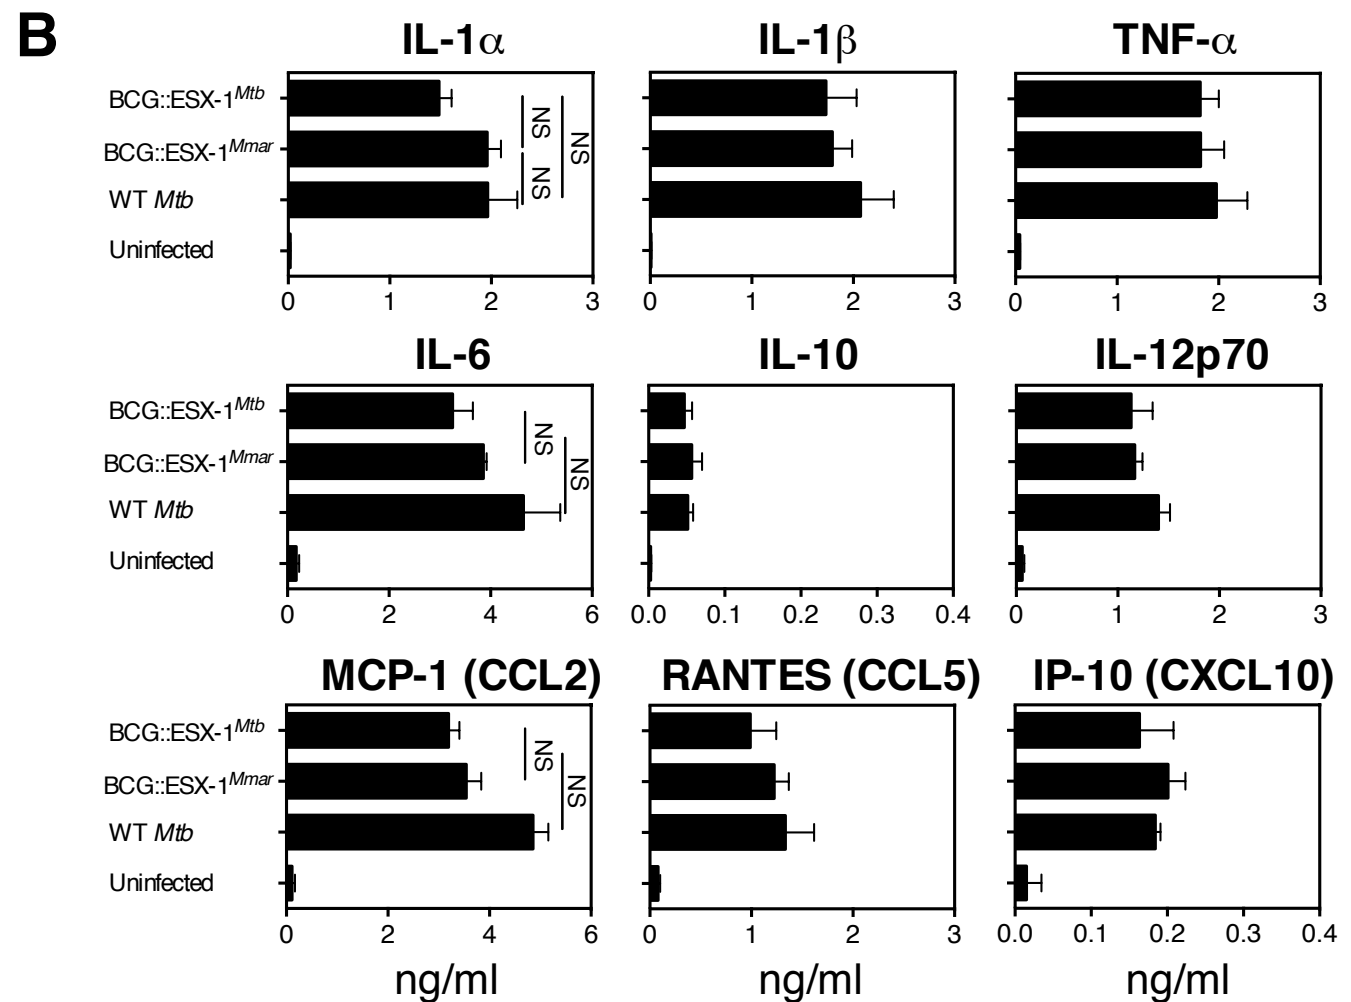 B
IL-1α IL-1β TNF-α
BCG::ESX-1Mtb
BCG::ESX-1Mmar
WT Mtb
Uninfected
NS
NS
NS
0 1 2 3 0 1 2 3 0 1 2 3
IL-6 IL-10 IL-12p70
BCG::ESX-1Mtb
BCG::ESX-1Mmar
WT Mtb
Uninfected
NS
NS
0 2 4 6 0.0 0.1 0.2 0.3 0.4 0 1 2 3
MCP-1 (CCL2) RANTES (CCL5) IP-10 (CXCL10)
BCG::ESX-1Mtb
BCG::ESX-1Mmar
WT Mtb
Uninfected
NS
NS
0 2 4 6 0 1 2 3 0.0 0.1 0.2 0.3 0.4
ng/ml ng/ml ng/ml